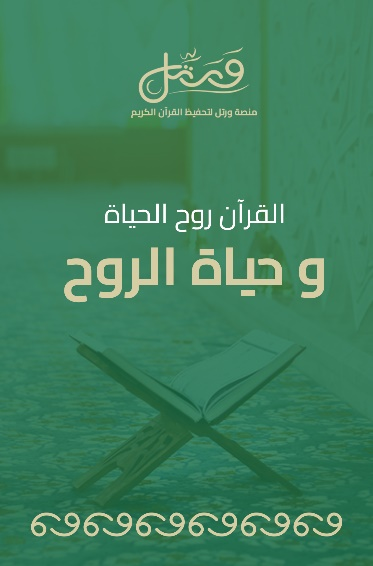 ورتل
منصة ورتل لتحفيظ القرآن الكريم
القرآن روح الحياة
و حياة الروح